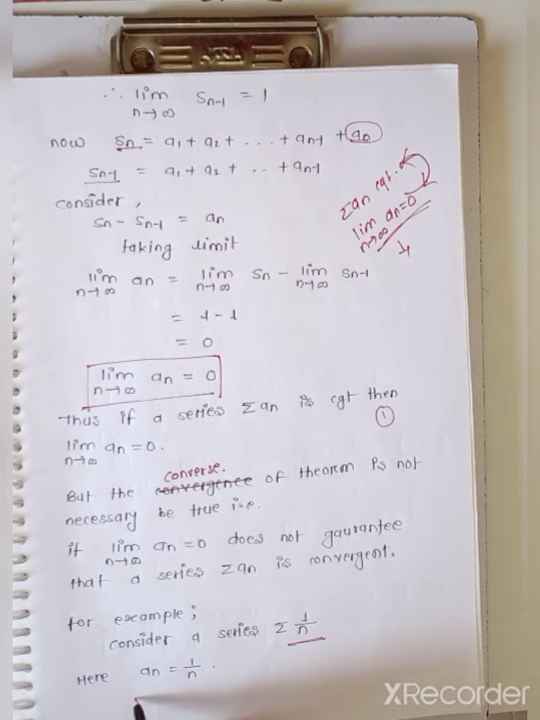 ∴ lim n→∞ Sn-1 = 1
now Sn = a1 + a2 + ... + an-1 + an
Sn-1 = a1 + a2 + .. + an-1
consider,
Sn - Sn-1 = an
taking limit
lim n→∞ an = lim n→∞ Sn - lim n→∞ Sn-1
= 1 - 1
= 0
lim n→∞ an = 0
Thus if a series Σan is cgt then
①
lim n→∞ an = 0.
converse.
But the convergence of theorem is not
necessary be true i.e.
if lim n→∞ an = 0 does not gaurantee
that a series Σan is convergent.
for example;
consider a series Σ 1/n
Here an = 1/n .
Σan cgt.
lim n→∞ an = 0
XRecorder